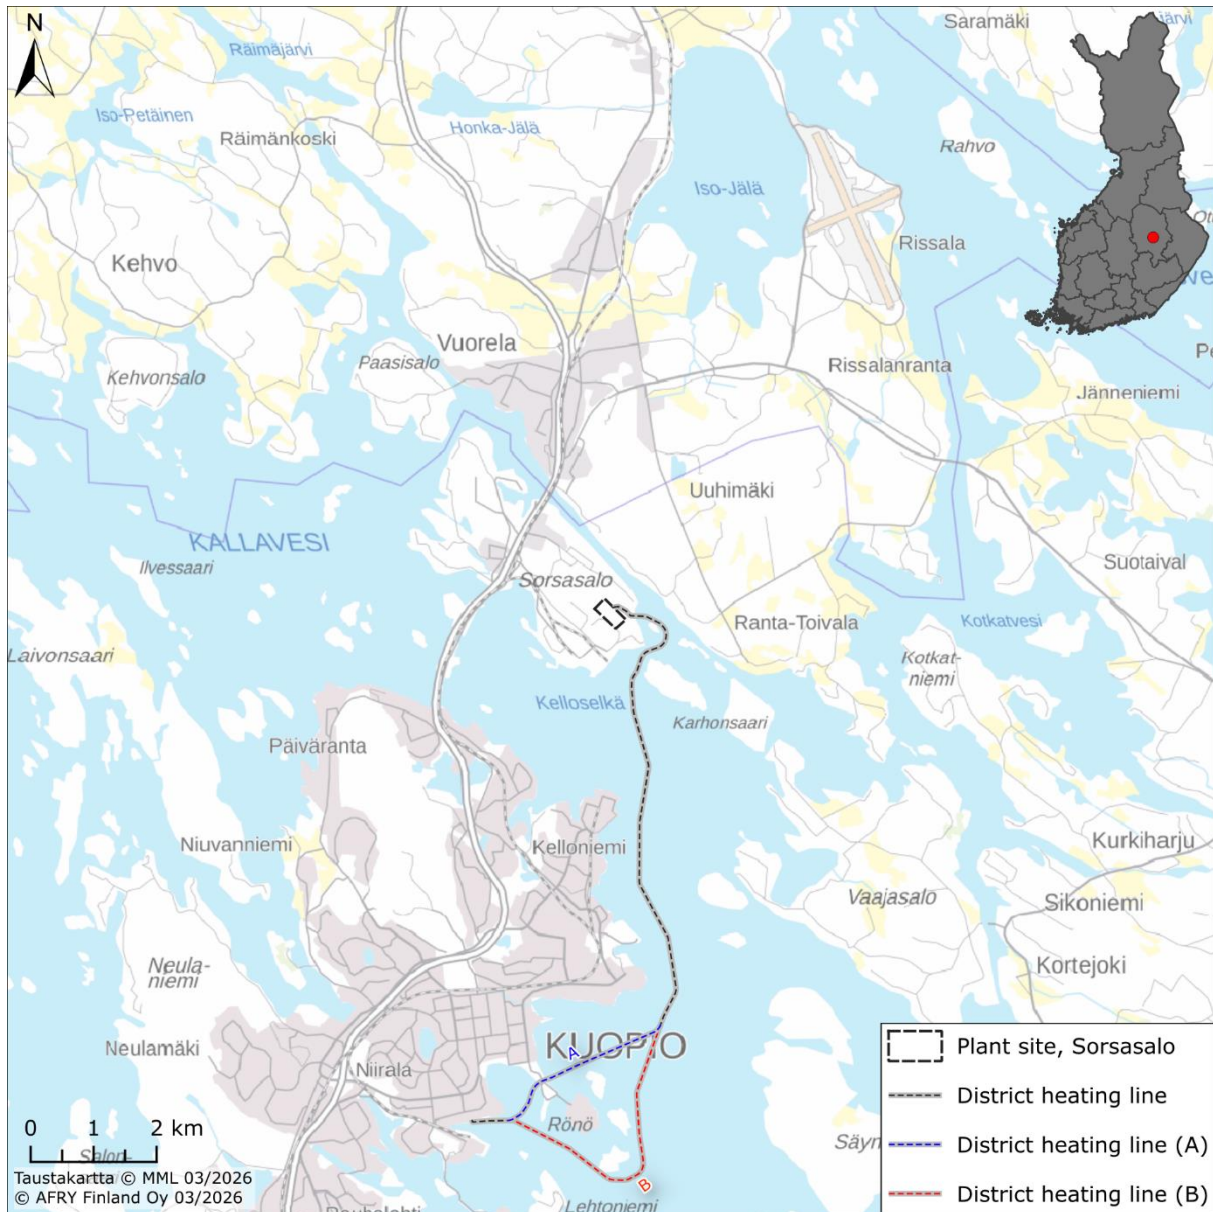 N
Saramäki
järvi
Räimäjärvi
Iso-Petäinen
Räimänkoski
Honka-Jälä
Rahvo
Iso-Jälä
Rissala
Kehvo
Vuorela
Paasisalo
Kehvonsalo
Rissalanranta
Jänneniemi
Uuhimäki
KALLAVESI
Ilvessaari
Sorsasalo
Suotaival
Ranta-Toivala
Kotkatvesi
Laivonsaari
Kotkat-
niemi
Kelloselkä
Karhonsaari
Päiväranta
Niuvanniemi
Kelloniemi
Kurkiharju
Vaajasalo
Sikoniemi
Neula-
niemi
Kortejoki
KUOPIO
A
Neulamäki
Niirala
Rönö
B
Lehtoniemi
0 1 2 km
Taustakartta © MML 03/2026
© AFRY Finland Oy 03/2026
Plant site, Sorsasalo
District heating line
District heating line (A)
District heating line (B)